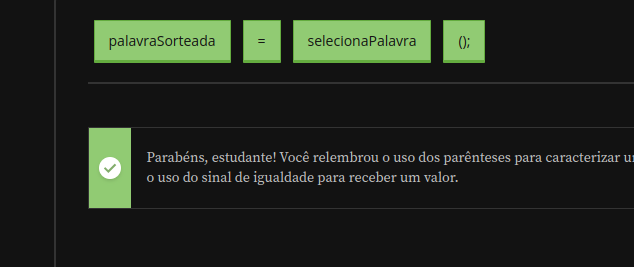 palavraSorteada = selecionaPalavra ();
Parabéns, estudante! Você relembrou o uso dos parênteses para caracterizar
o uso do sinal de igualdade para receber um valor.